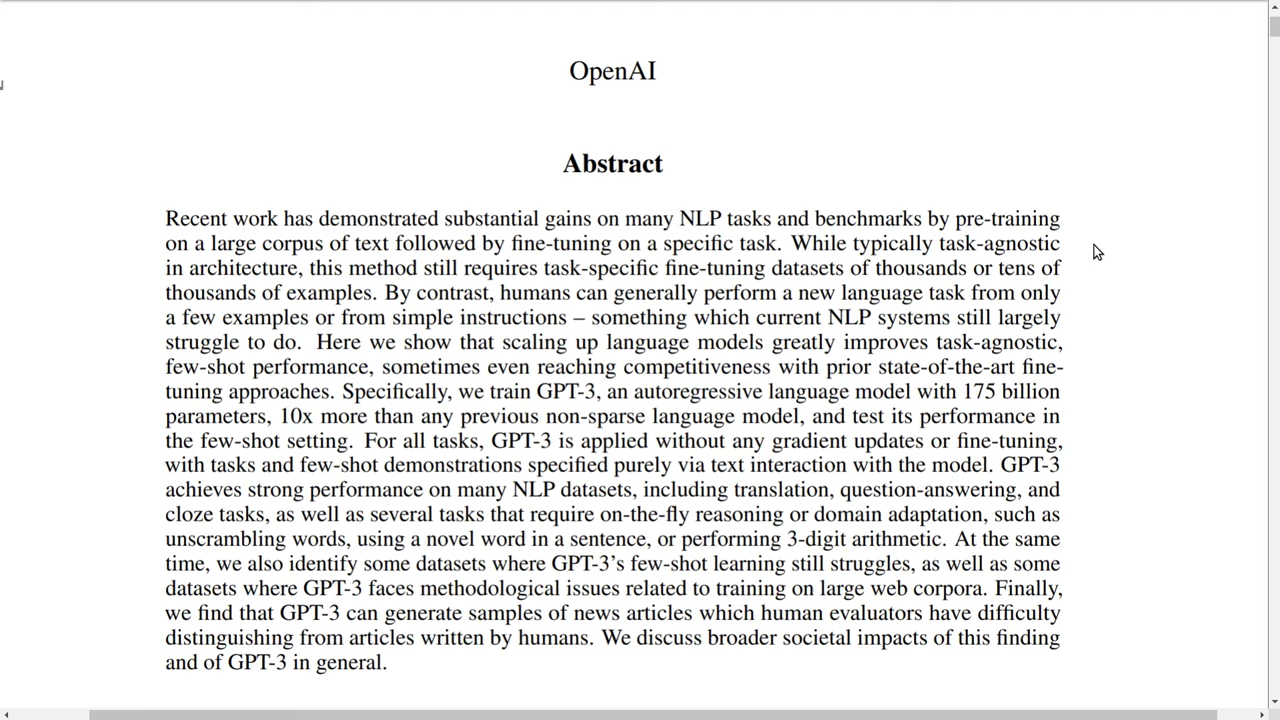 OpenAI
Abstract
Recent work has demonstrated substantial gains on many NLP tasks and benchmarks by pre-training
on a large corpus of text followed by fine-tuning on a specific task. While typically task-agnostic
in architecture, this method still requires task-specific fine-tuning datasets of thousands or tens of
thousands of examples. By contrast, humans can generally perform a new language task from only
a few examples or from simple instructions – something which current NLP systems still largely
struggle to do. Here we show that scaling up language models greatly improves task-agnostic,
few-shot performance, sometimes even reaching competitiveness with prior state-of-the-art fine-
tuning approaches. Specifically, we train GPT-3, an autoregressive language model with 175 billion
parameters, 10x more than any previous non-sparse language model, and test its performance in
the few-shot setting. For all tasks, GPT-3 is applied without any gradient updates or fine-tuning,
with tasks and few-shot demonstrations specified purely via text interaction with the model. GPT-3
achieves strong performance on many NLP datasets, including translation, question-answering, and
cloze tasks, as well as several tasks that require on-the-fly reasoning or domain adaptation, such as
unscrambling words, using a novel word in a sentence, or performing 3-digit arithmetic. At the same
time, we also identify some datasets where GPT-3's few-shot learning still struggles, as well as some
datasets where GPT-3 faces methodological issues related to training on large web corpora. Finally,
we find that GPT-3 can generate samples of news articles which human evaluators have difficulty
distinguishing from articles written by humans. We discuss broader societal impacts of this finding
and of GPT-3 in general.